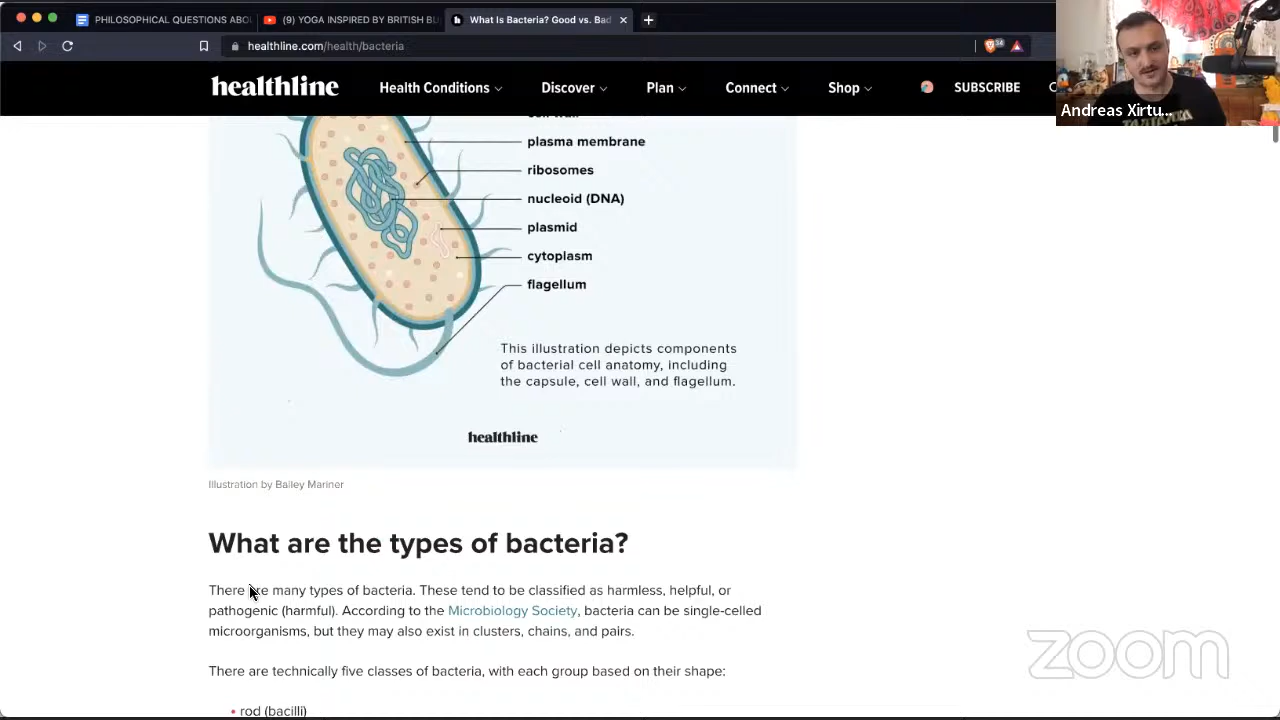 PHILOSOPHICAL QUESTIONS ABO
(9) YOGA INSPIRED BY BRITISH BL
What Is Bacteria? Good vs. Bad
healthline.com/health/bacteria
healthline
Health Conditions
Discover
Plan
Connect
Shop
SUBSCRIBE
Andreas Xirtu...
plasma membrane
ribosomes
nucleoid (DNA)
plasmid
cytoplasm
flagellum
This illustration depicts components
of bacterial cell anatomy, including
the capsule, cell wall, and flagellum.
healthline
Illustration by Bailey Mariner
What are the types of bacteria?
There are many types of bacteria. These tend to be classified as harmless, helpful, or
pathogenic (harmful). According to the Microbiology Society, bacteria can be single-celled
microorganisms, but they may also exist in clusters, chains, and pairs.
There are technically five classes of bacteria, with each group based on their shape:
• rod (bacilli)
zoom